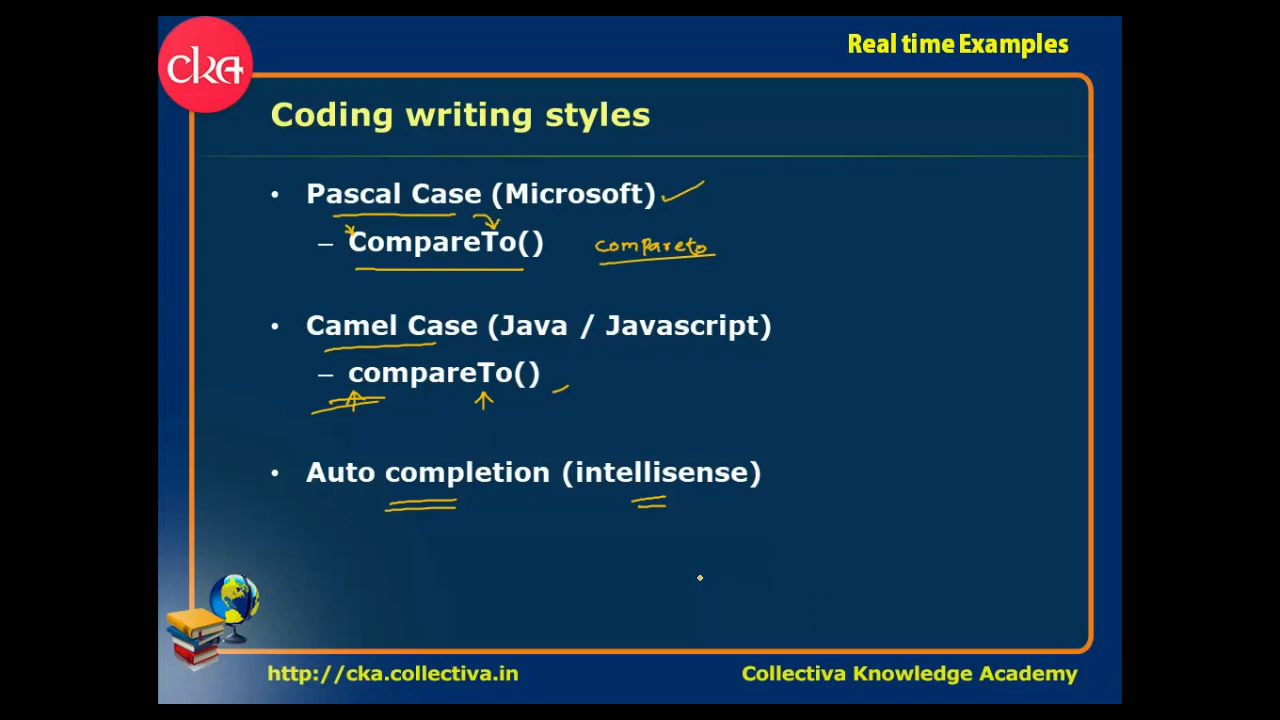 cka
Real time Examples
Coding writing styles
• Pascal Case (Microsoft)
– CompareTo() compareto
• Camel Case (Java / Javascript)
– compareTo()
• Auto completion (intellisense)
http://cka.collectiva.in
Collectiva Knowledge Academy